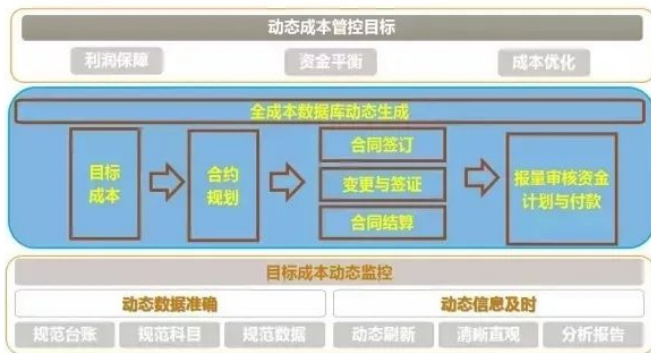 动态成本管控目标
利润保障 资金平衡 成本优化
全成本数据库动态生成
目标
成本
合约
规划
合同签订
变更与签证
合同结算
报量审核资金
计划与付款
目标成本动态监控
动态数据准确 动态信息及时
规范台账 规范科目 规范数据 动态刷新 清晰直观 分析报告